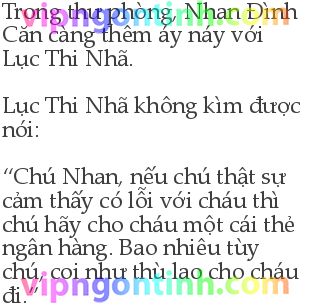 Trong thư phòng, Nhan Đình
Căn càng thêm áy náy với
Lục Thi Nhã.
Lục Thi Nhã không kìm được
nói:
“Chú Nhan, nếu chú thật sự
cảm thấy có lỗi với cháu thì
chú hãy cho cháu một cái thẻ
ngân hàng. Bao nhiêu tùy
chú, coi như thù lao cho cháu
đi.”
vipngontinh.com
vipngontinh.com